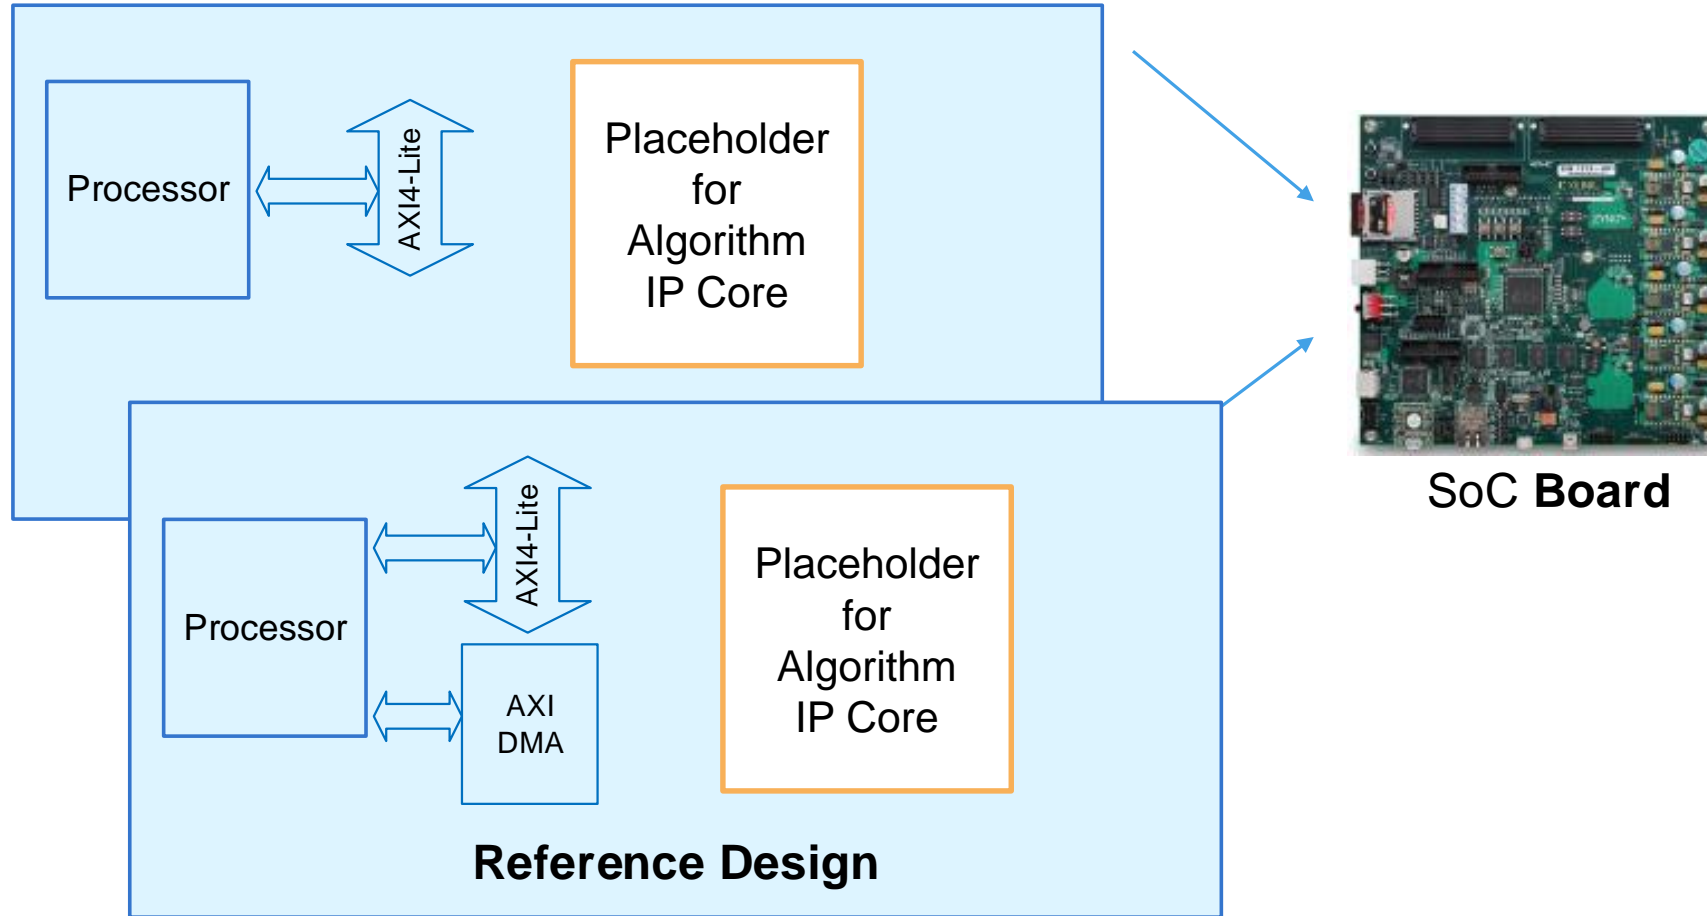 Processor
AXI4-Lite
Placeholder
for
Algorithm
IP Core
Processor
AXI4-Lite
AXI
DMA
Placeholder
for
Algorithm
IP Core
Reference Design
SoC Board